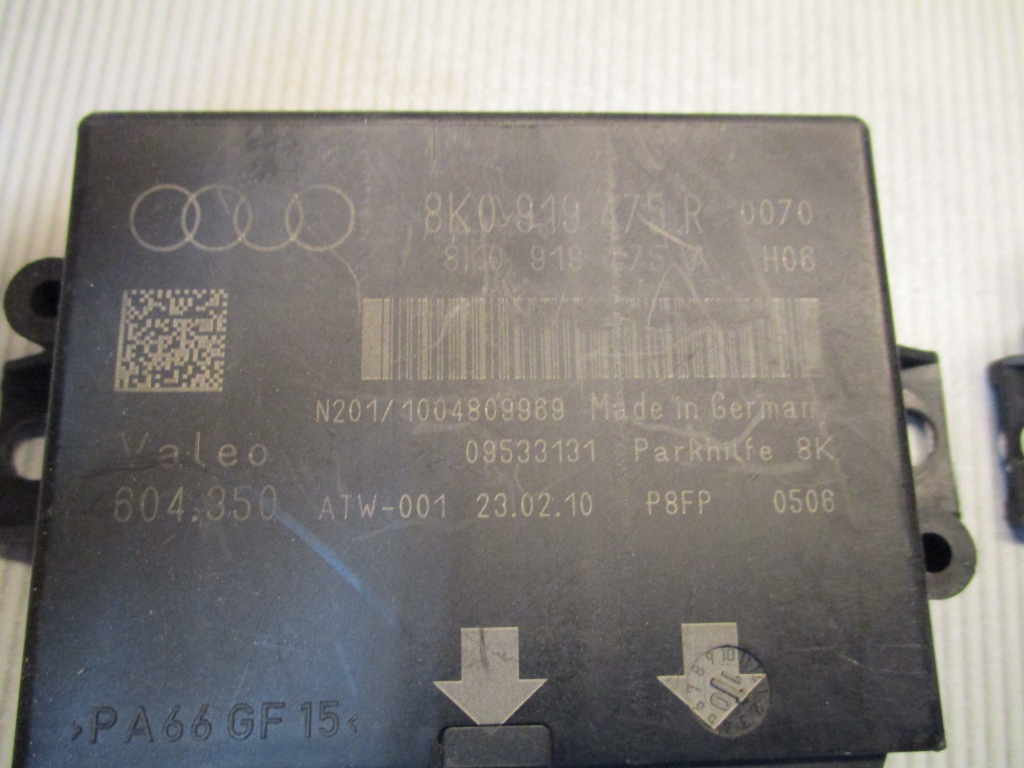 8K0 919 475 R 0070
8K0 919 475 H06
N201/1004809969 Made in Germany
Valeo 09533131 Parkhilfe 8K
604.350 ATW-001 23.02.10 P8FP 0506
>PA66 GF15<